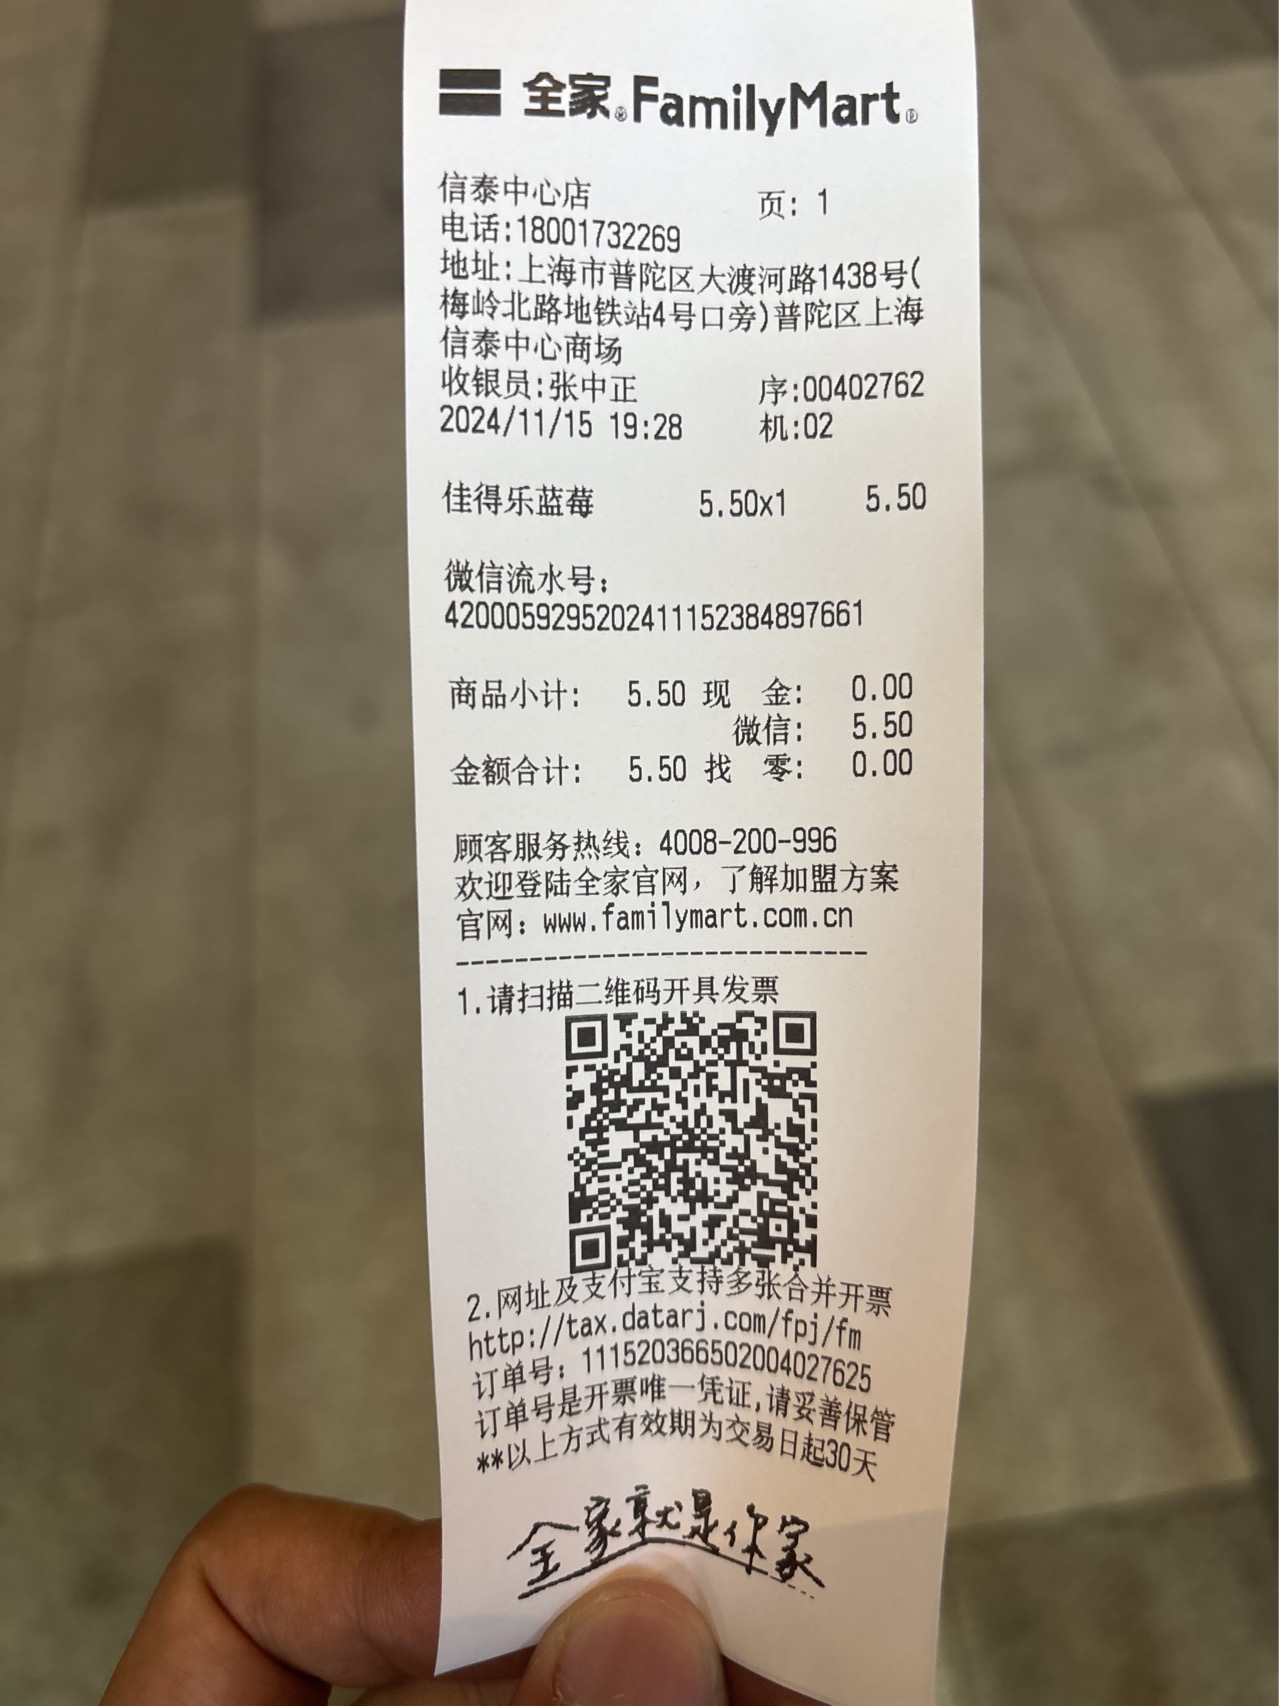 全家®FamilyMart®
信泰中心店 页: 1
电话:18001732269
地址:上海市普陀区大渡河路1438号(
梅岭北路地铁站4号口旁)普陀区上海
信泰中心商场
收银员:张中正 序:00402762
2024/11/15 19:28 机:02
佳得乐蓝莓 5.50x1 5.50
微信流水号:
4200059295202411152384897661
商品小计: 5.50 现 金: 0.00
微信: 5.50
金额合计: 5.50 找 零: 0.00
顾客服务热线: 4008-200-996
欢迎登陆全家官网, 了解加盟方案
官网: www.familymart.com.cn
----------------------------
1.请扫描二维码开具发票
2.网址及支付宝支持多张合并开票
http://tax.datarj.com/fpj/fm
订单号: 111520366502004027625
订单号是开票唯一凭证,请妥善保管
**以上方式有效期为交易日起30天
全家就是你家